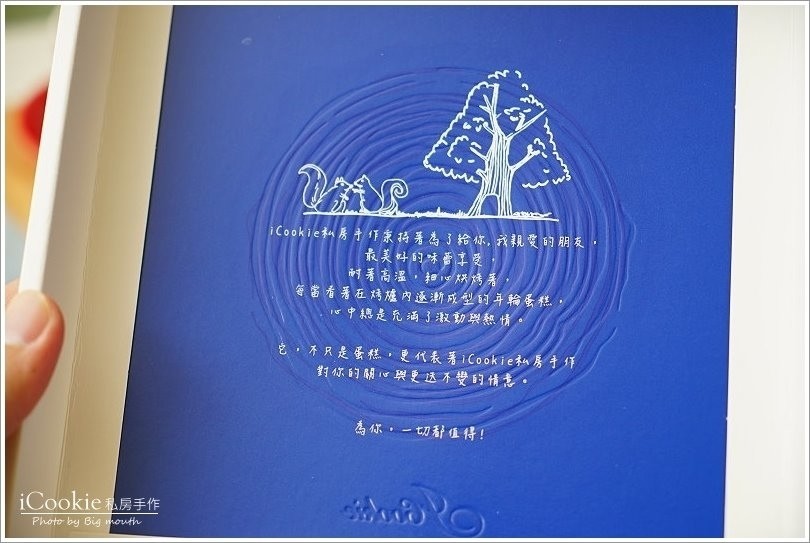 iCookie私房手作秉持著為了給你,我親愛的朋友,
最美好的味蕾享受,
耐著高溫,細心烘烤著,
每當看著在烤爐內逐漸成型的年輪蛋糕,
心中總是充滿了激動與熱情。
它,不只是蛋糕,更代表著iCookie私房手作
對你的關心與更迭不變的情意。
為你,一切都值得!
iCookie
iCookie私房手作
Photo by Big mouth